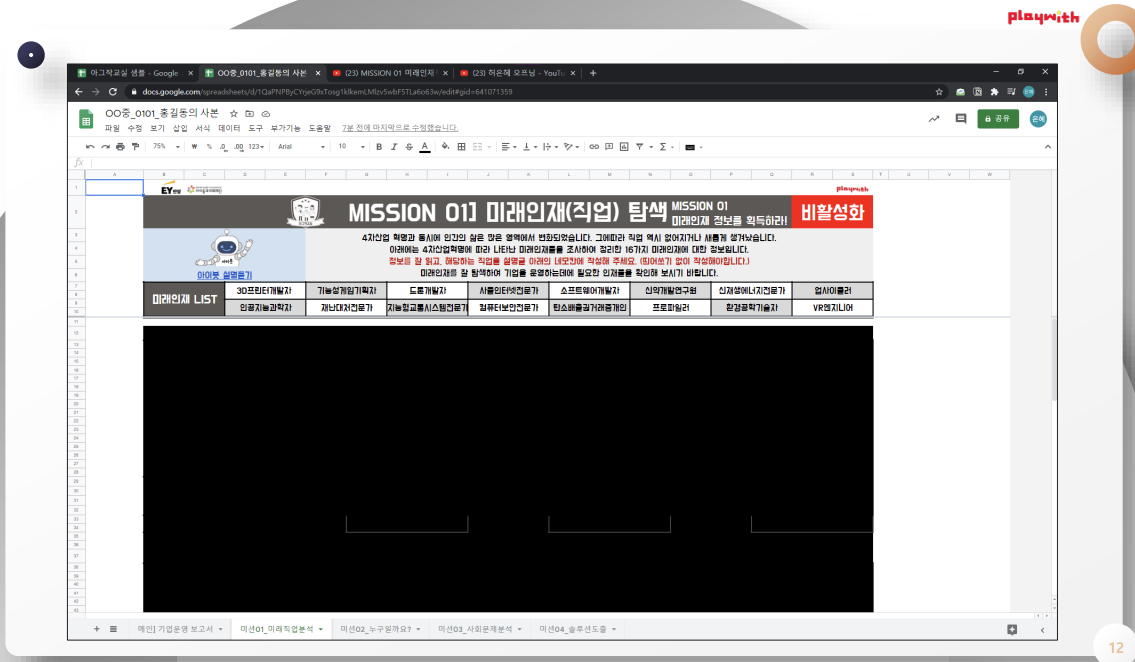 playwith
아그작교실 샘플 - Google
OO중_0101_홍길동의 사본
(23) MISSION 01 미래인재
(23) 허은혜 오프닝 - YouTu
docs.google.com/spreadsheets/d/1QaPNPByCYrjeG9xTosg1klkemLMlzv5wbF5TLa6o63w/edit#gid=641071359
OO중_0101_홍길동의 사본
파일 수정 보기 삽입 서식 데이터 도구 부가기능 도움말 7분 전에 마지막으로 수정했습니다.
공유
은혜
75% ₩ % .0 .00 123 Arial 10 B I S A
fx
A B C D E F G H I J K L M N O P Q R S T U V W
EY한영
playwith
MISSION 01] 미래인재(직업) 탐색
MISSION 01
미래인재 정보를 획득하라!
비활성화
4차산업 혁명과 동시에 인간의 삶은 많은 영역에서 변화되었습니다. 그에따라 직업 역시 없어지거나 새롭게 생겨났습니다.
아래에는 4차산업혁명에 따라 나타난 미래인재들을 조사하여 정리한 16가지 미래인재에 대한 정보입니다.
정보를 잘 읽고, 해당하는 직업을 설명글 아래의 네모칸에 작성해 주세요. (띄어쓰기 없이 작성해야합니다.)
미래인재를 잘 탐색하여 기업을 운영하는데에 필요한 인재들을 확인해 보시기 바랍니다.
아이봇 설명듣기
미래인재 LIST
3D프린터개발자 기능성게임기획자 드론개발자 사물인터넷전문가 소프트웨어개발자 신약개발연구원 신재생에너지전문가 업사이클러
인공지능과학자 재난대처전문가 지능형교통시스템전문가 컴퓨터보안전문가 탄소배출권거래중개인 프로파일러 환경공학기술자 VR엔지니어
메인] 기업운영 보고서
미션01_미래직업분석
미션02_누구일까요?
미션03_사회문제분석
미션04_솔루션도출
12